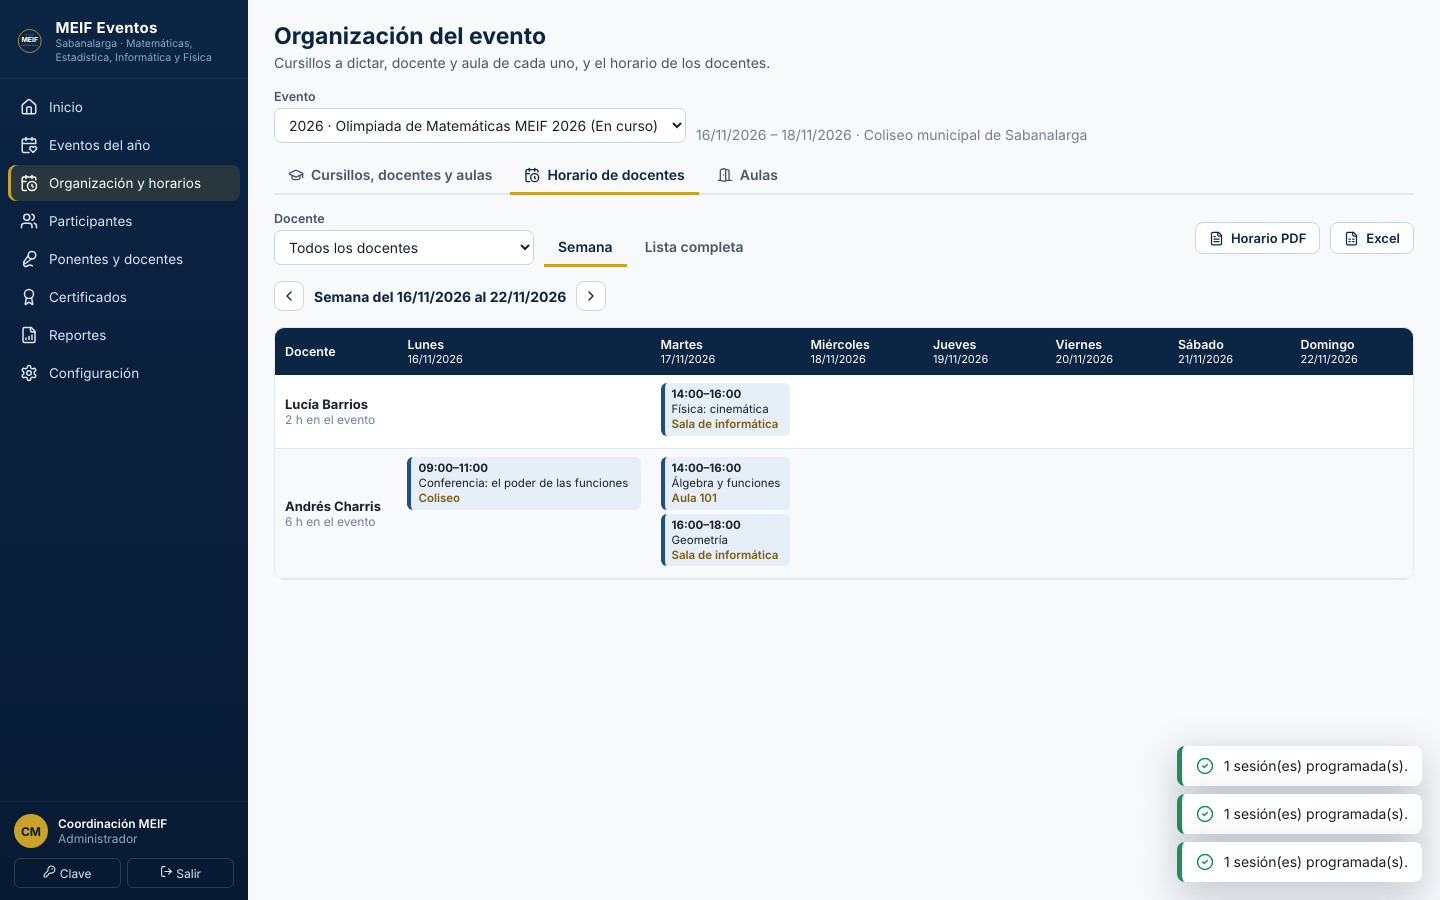 MEIF
MEIF Eventos
Sabanalarga · Matemáticas,
Estadística, Informática y Física
Inicio
Eventos del año
Organización y horarios
Participantes
Ponentes y docentes
Certificados
Reportes
Configuración
CM
Coordinación MEIF
Administrador
Clave
Salir
Organización del evento
Cursillos a dictar, docente y aula de cada uno, y el horario de los docentes.
Evento
2026 · Olimpiada de Matemáticas MEIF 2026 (En curso)
16/11/2026 – 18/11/2026 · Coliseo municipal de Sabanalarga
Cursillos, docentes y aulas
Horario de docentes
Aulas
Docente
Todos los docentes
Semana
Lista completa
Horario PDF
Excel
Semana del 16/11/2026 al 22/11/2026
Docente
Lunes
16/11/2026
Martes
17/11/2026
Miércoles
18/11/2026
Jueves
19/11/2026
Viernes
20/11/2026
Sábado
21/11/2026
Domingo
22/11/2026
Lucía Barrios
2 h en el evento
14:00–16:00
Física: cinemática
Sala de informática
Andrés Charris
6 h en el evento
09:00–11:00
Conferencia: el poder de las funciones
Coliseo
14:00–16:00
Álgebra y funciones
Aula 101
16:00–18:00
Geometría
Sala de informática
1 sesión(es) programada(s).
1 sesión(es) programada(s).
1 sesión(es) programada(s).